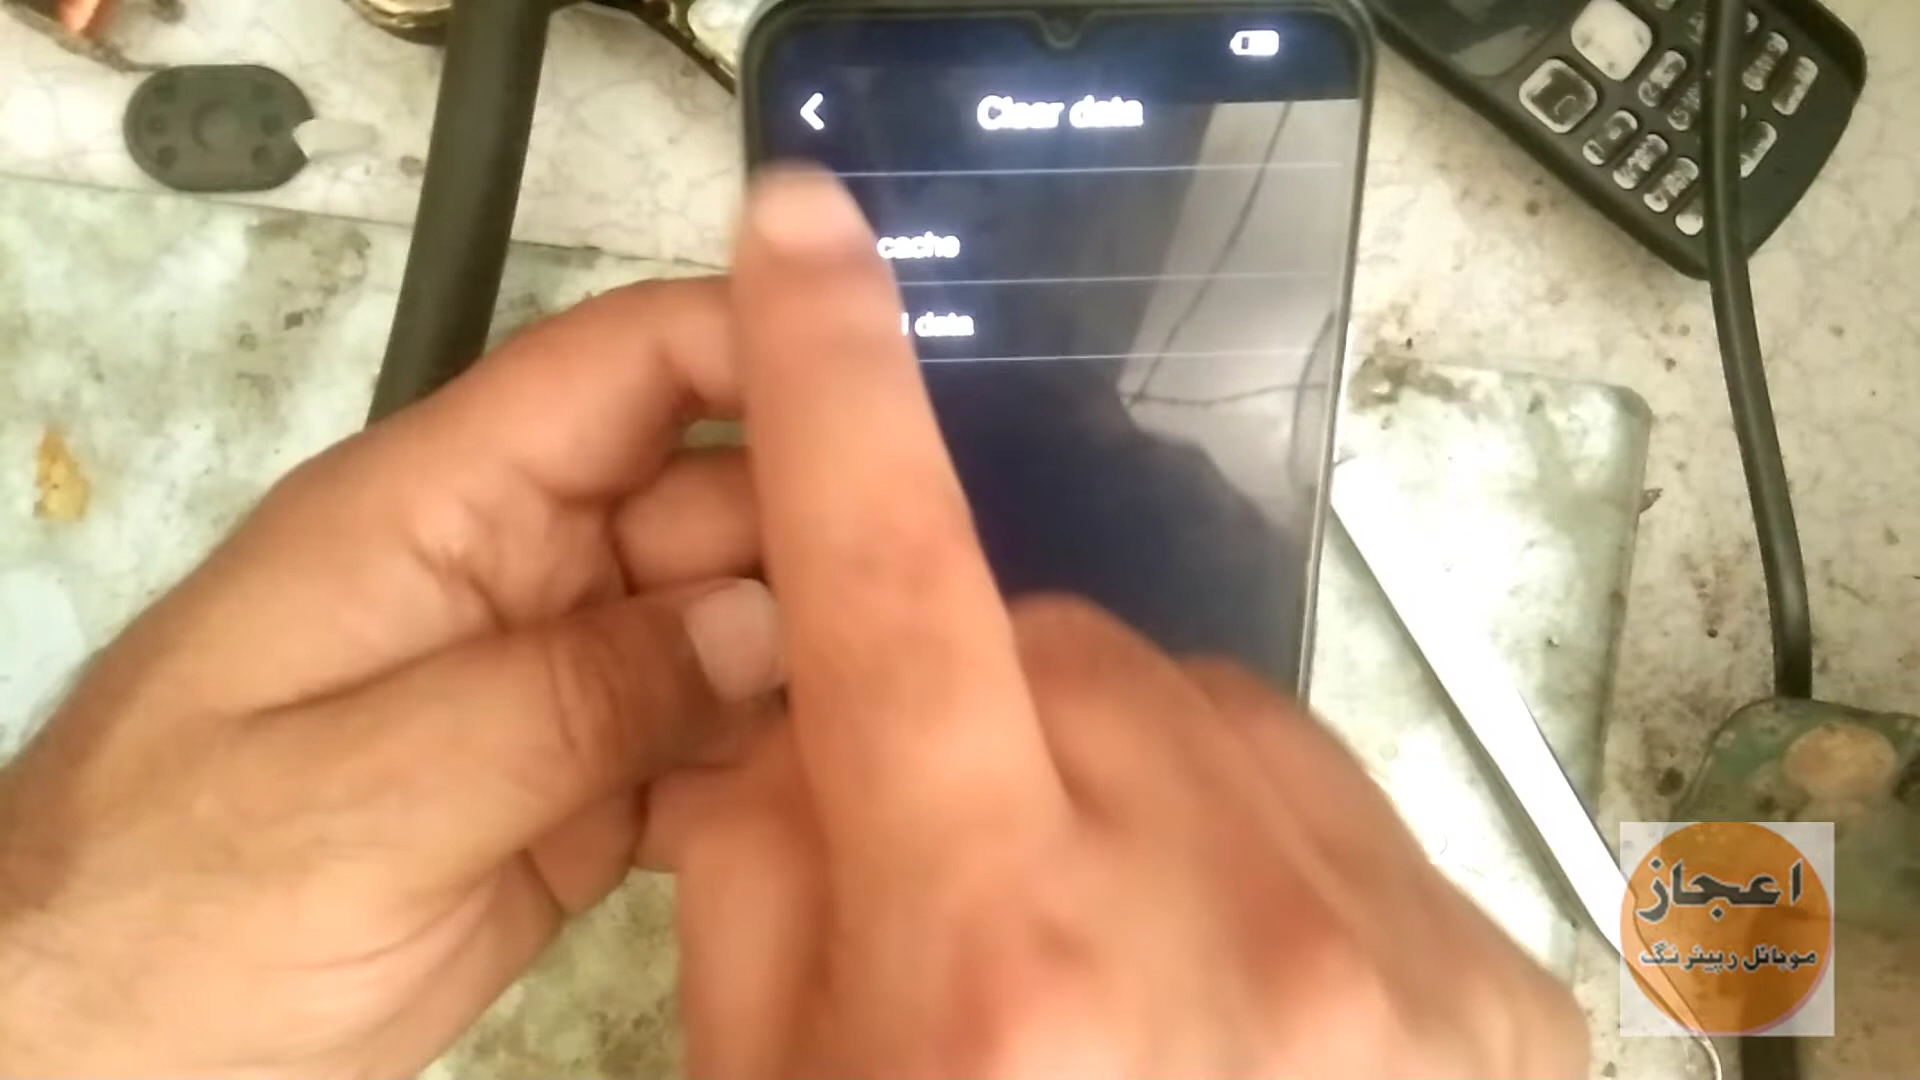 Clear data
cache
l data
اعجاز
موبائل ریپئرنگ